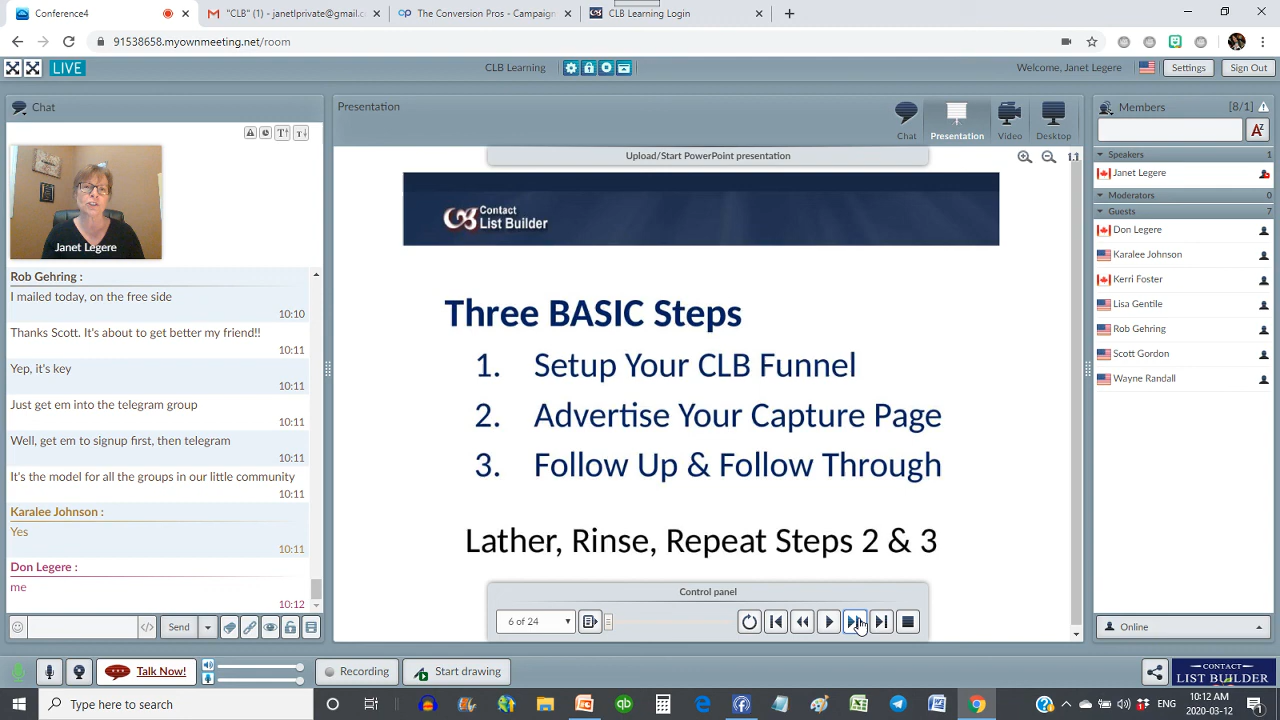 Conference4
"CLB" (1) - janetlprivate@gmail.c
The Conversion Pros - Campaign
CLB Learning Login
91538658.myownmeeting.net/room
LIVE
CLB Learning
Welcome, Janet Legere
Settings
Sign Out
Chat
Janet Legere
Rob Gehring :
I mailed today, on the free side
10:10
Thanks Scott. It's about to get better my friend!!
10:11
Yep, it's key
10:11
Just get em into the telegram group
10:11
Well, get em to signup first, then telegram
10:11
It's the model for all the groups in our little community
10:11
Karalee Johnson :
Yes
10:11
Don Legere :
me
10:12
Send
Presentation
Chat
Presentation
Video
Desktop
Upload/Start PowerPoint presentation
1:1
Contact
List Builder
Three BASIC Steps
1. Setup Your CLB Funnel
2. Advertise Your Capture Page
3. Follow Up & Follow Through
Lather, Rinse, Repeat Steps 2 & 3
Control panel
6 of 24
Members
[8/1]
Speakers 1
Janet Legere
Moderators 0
Guests 7
Don Legere
Karalee Johnson
Kerri Foster
Lisa Gentile
Rob Gehring
Scott Gordon
Wayne Randall
Online
Talk Now!
Recording
Start drawing
CONTACT
LIST BUILDER
Type here to search
ENG
10:12 AM
2020-03-12